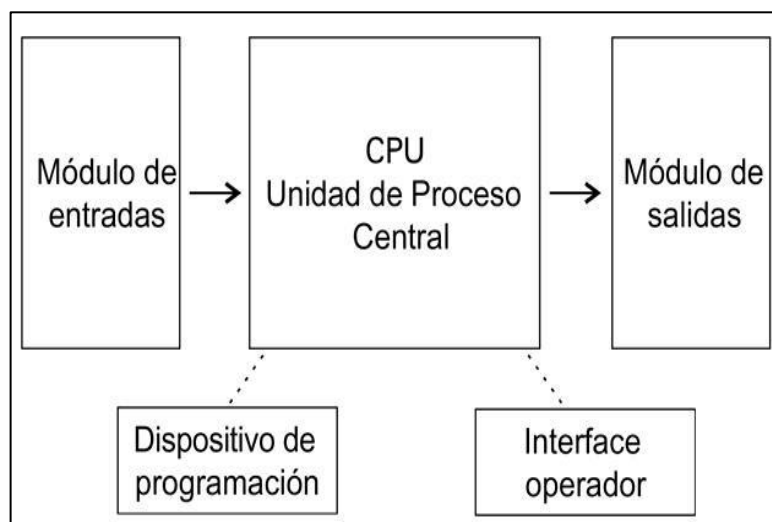 Módulo de
entradas
CPU
Unidad de Proceso
Central
Módulo de
salidas
Dispositivo de
programación
Interface
operador